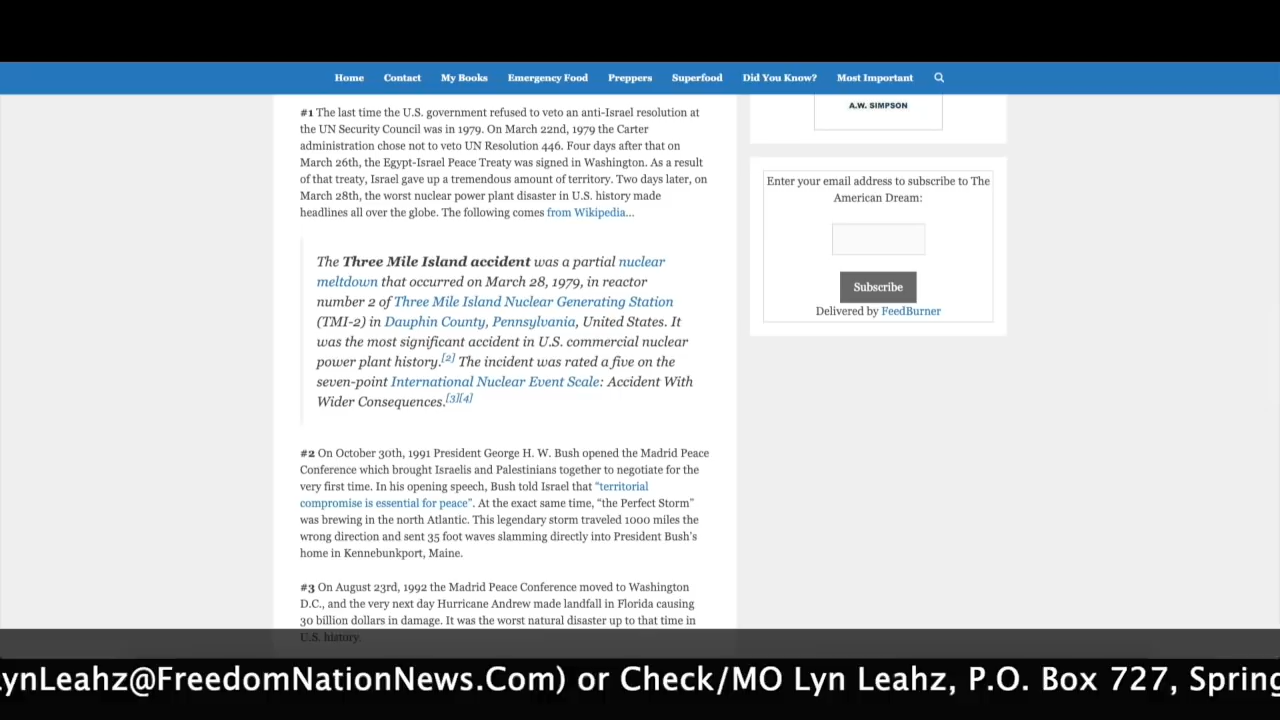 Home Contact My Books Emergency Food Preppers Superfood Did You Know? Most Important
#1 The last time the U.S. government refused to veto an anti-Israel resolution at
the UN Security Council was in 1979. On March 22nd, 1979 the Carter
administration chose not to veto UN Resolution 446. Four days after that on
March 26th, the Egypt-Israel Peace Treaty was signed in Washington. As a result
of that treaty, Israel gave up a tremendous amount of territory. Two days later, on
March 28th, the worst nuclear power plant disaster in U.S. history made
headlines all over the globe. The following comes from Wikipedia...
The Three Mile Island accident was a partial nuclear
meltdown that occurred on March 28, 1979, in reactor
number 2 of Three Mile Island Nuclear Generating Station
(TMI-2) in Dauphin County, Pennsylvania, United States. It
was the most significant accident in U.S. commercial nuclear
power plant history.[2] The incident was rated a five on the
seven-point International Nuclear Event Scale: Accident With
Wider Consequences.[3][4]
#2 On October 30th, 1991 President George H. W. Bush opened the Madrid Peace
Conference which brought Israelis and Palestinians together to negotiate for the
very first time. In his opening speech, Bush told Israel that “territorial
compromise is essential for peace”. At the exact same time, “the Perfect Storm”
was brewing in the north Atlantic. This legendary storm traveled 1000 miles the
wrong direction and sent 35 foot waves slamming directly into President Bush’s
home in Kennebunkport, Maine.
#3 On August 23rd, 1992 the Madrid Peace Conference moved to Washington
D.C., and the very next day Hurricane Andrew made landfall in Florida causing
30 billion dollars in damage. It was the worst natural disaster up to that time in
U.S. history.
A.W. SIMPSON
Enter your email address to subscribe to The
American Dream:
Subscribe
Delivered by FeedBurner
ynLeahz@FreedomNationNews.Com) or Check/MO Lyn Leahz, P.O. Box 727, Spring